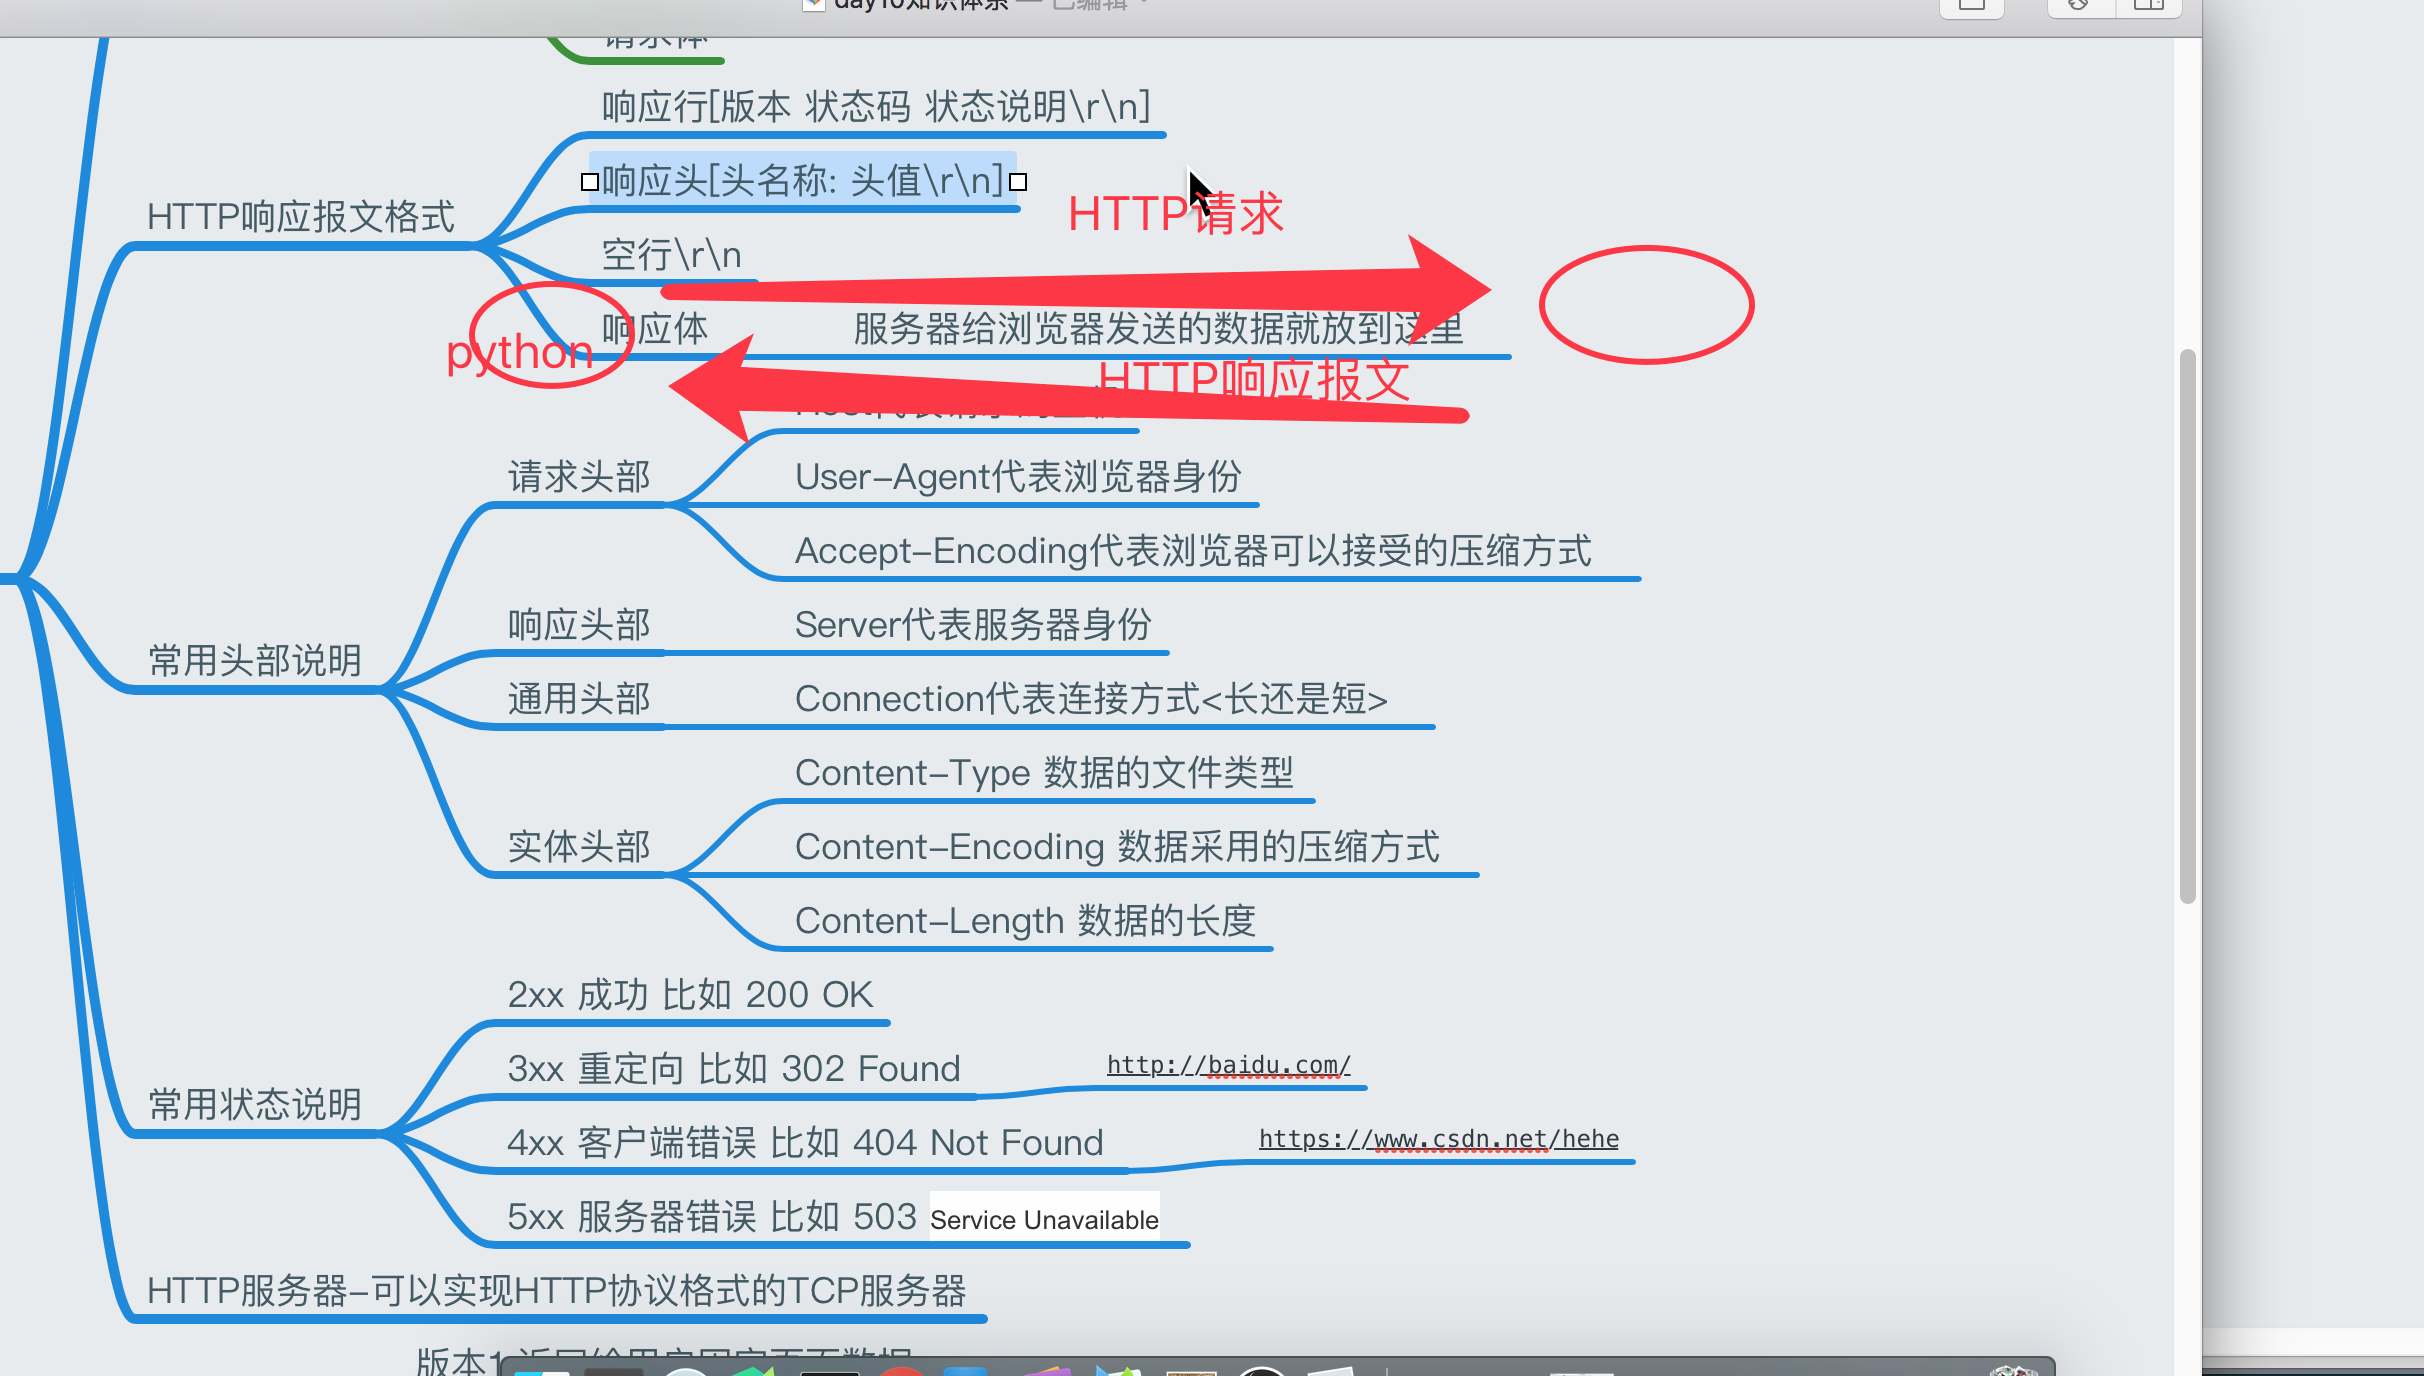 day10知识体系 — 已编辑
请求体
响应行[版本 状态码 状态说明\r\n]
响应头[头名称: 头值\r\n]
HTTP请求
HTTP响应报文格式
空行\r\n
响应体
服务器给浏览器发送的数据就放到这里
python
HTTP响应报文
请求头部
User-Agent代表浏览器身份
Accept-Encoding代表浏览器可以接受的压缩方式
响应头部
Server代表服务器身份
常用头部说明
通用头部
Connection代表连接方式<长还是短>
Content-Type 数据的文件类型
实体头部
Content-Encoding 数据采用的压缩方式
Content-Length 数据的长度
2xx 成功 比如 200 OK
3xx 重定向 比如 302 Found
http://baidu.com/
常用状态说明
4xx 客户端错误 比如 404 Not Found
https://www.csdn.net/hehe
5xx 服务器错误 比如 503 Service Unavailable
HTTP服务器-可以实现HTTP协议格式的TCP服务器
版本1